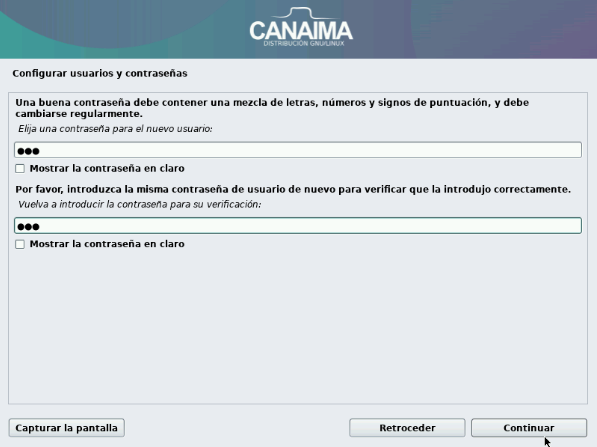 CANAIMA
DISTRIBUCIÓN GNU/LINUX
Configurar usuarios y contraseñas
Una buena contraseña debe contener una mezcla de letras, números y signos de puntuación, y debe
cambiarse regularmente.
Elija una contraseña para el nuevo usuario:
●●●
Mostrar la contraseña en claro
Por favor, introduzca la misma contraseña de usuario de nuevo para verificar que la introdujo correctamente.
Vuelva a introducir la contraseña para su verificación:
●●●
Mostrar la contraseña en claro
Capturar la pantalla
Retroceder
Continuar